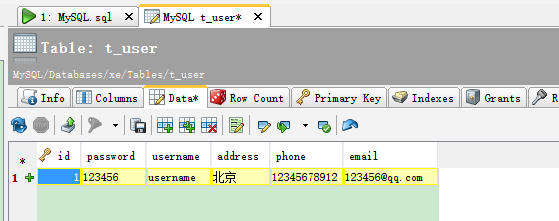 1: MySQL.sql MySQL t_user*
Table: t_user
MySQL/Databases/xe/Tables/t_user
Info Columns Data* Row Count Primary Key Indexes Grants R
* id password username address phone email
1 1 123456 username 北京 12345678912 123456@qq.com